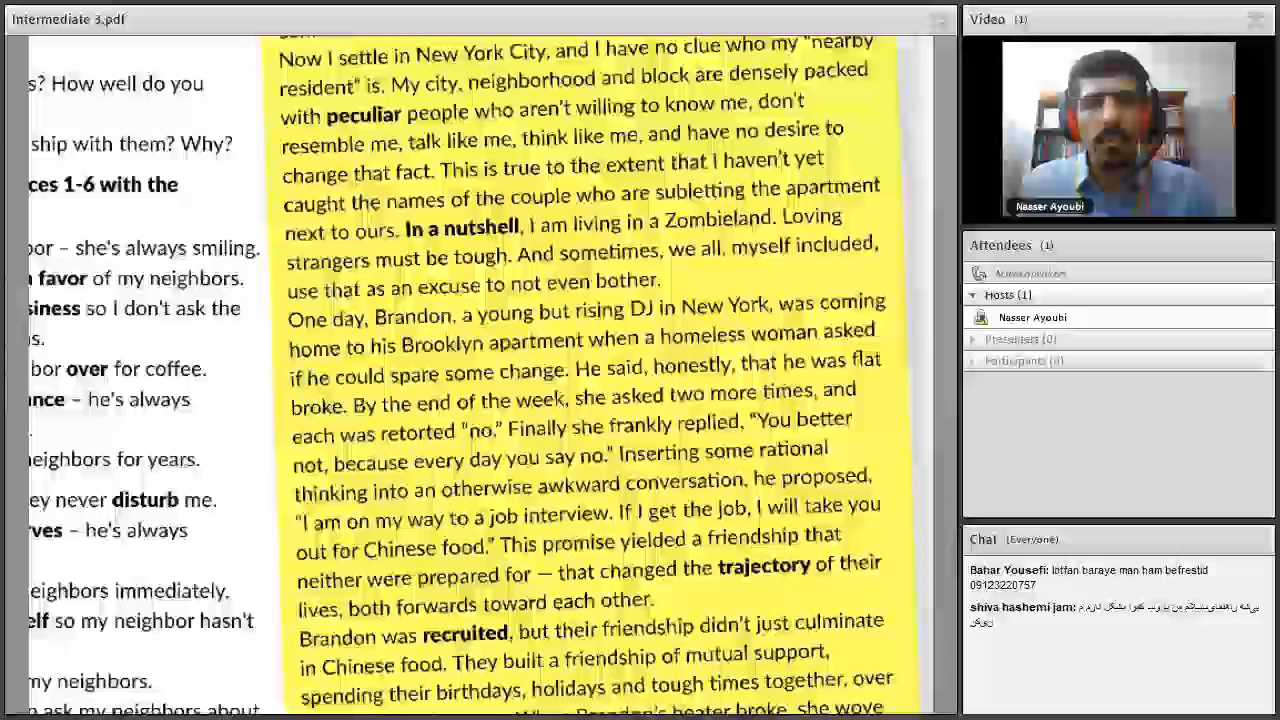 Intermediate 3.pdf
s? How well do you
ship with them? Why?
ces 1-6 with the
bor – she's always smiling.
a favor of my neighbors.
siness so I don't ask the
s.
bor over for coffee.
nce – he's always
.
neighbors for years.
ey never disturb me.
rves – he's always
eighbors immediately.
elf so my neighbor hasn't
my neighbors.
ask my neighbors about
Now I settle in New York City, and I have no clue who my "nearby
resident" is. My city, neighborhood and block are densely packed
with peculiar people who aren't willing to know me, don't
resemble me, talk like me, think like me, and have no desire to
change that fact. This is true to the extent that I haven't yet
caught the names of the couple who are subletting the apartment
next to ours. In a nutshell, I am living in a Zombieland. Loving
strangers must be tough. And sometimes, we all, myself included,
use that as an excuse to not even bother.
One day, Brandon, a young but rising DJ in New York, was coming
home to his Brooklyn apartment when a homeless woman asked
if he could spare some change. He said, honestly, that he was flat
broke. By the end of the week, she asked two more times, and
each was retorted "no." Finally she frankly replied, "You better
not, because every day you say no." Inserting some rational
thinking into an otherwise awkward conversation, he proposed,
"I am on my way to a job interview. If I get the job, I will take you
out for Chinese food." This promise yielded a friendship that
neither were prepared for — that changed the trajectory of their
lives, both forwards toward each other.
Brandon was recruited, but their friendship didn't just culminate
in Chinese food. They built a friendship of mutual support,
spending their birthdays, holidays and tough times together, over
When Brandon's heater broke, she wove
Video (1)
Nasser Ayoubi
Attendees (1)
Hosts (1)
Nasser Ayoubi
Presenters (0)
Participants (0)
Chat (Everyone)
Bahar Yousefi: lotfan baraye man ham befrestid
09123220757
shiva hashemi jam: